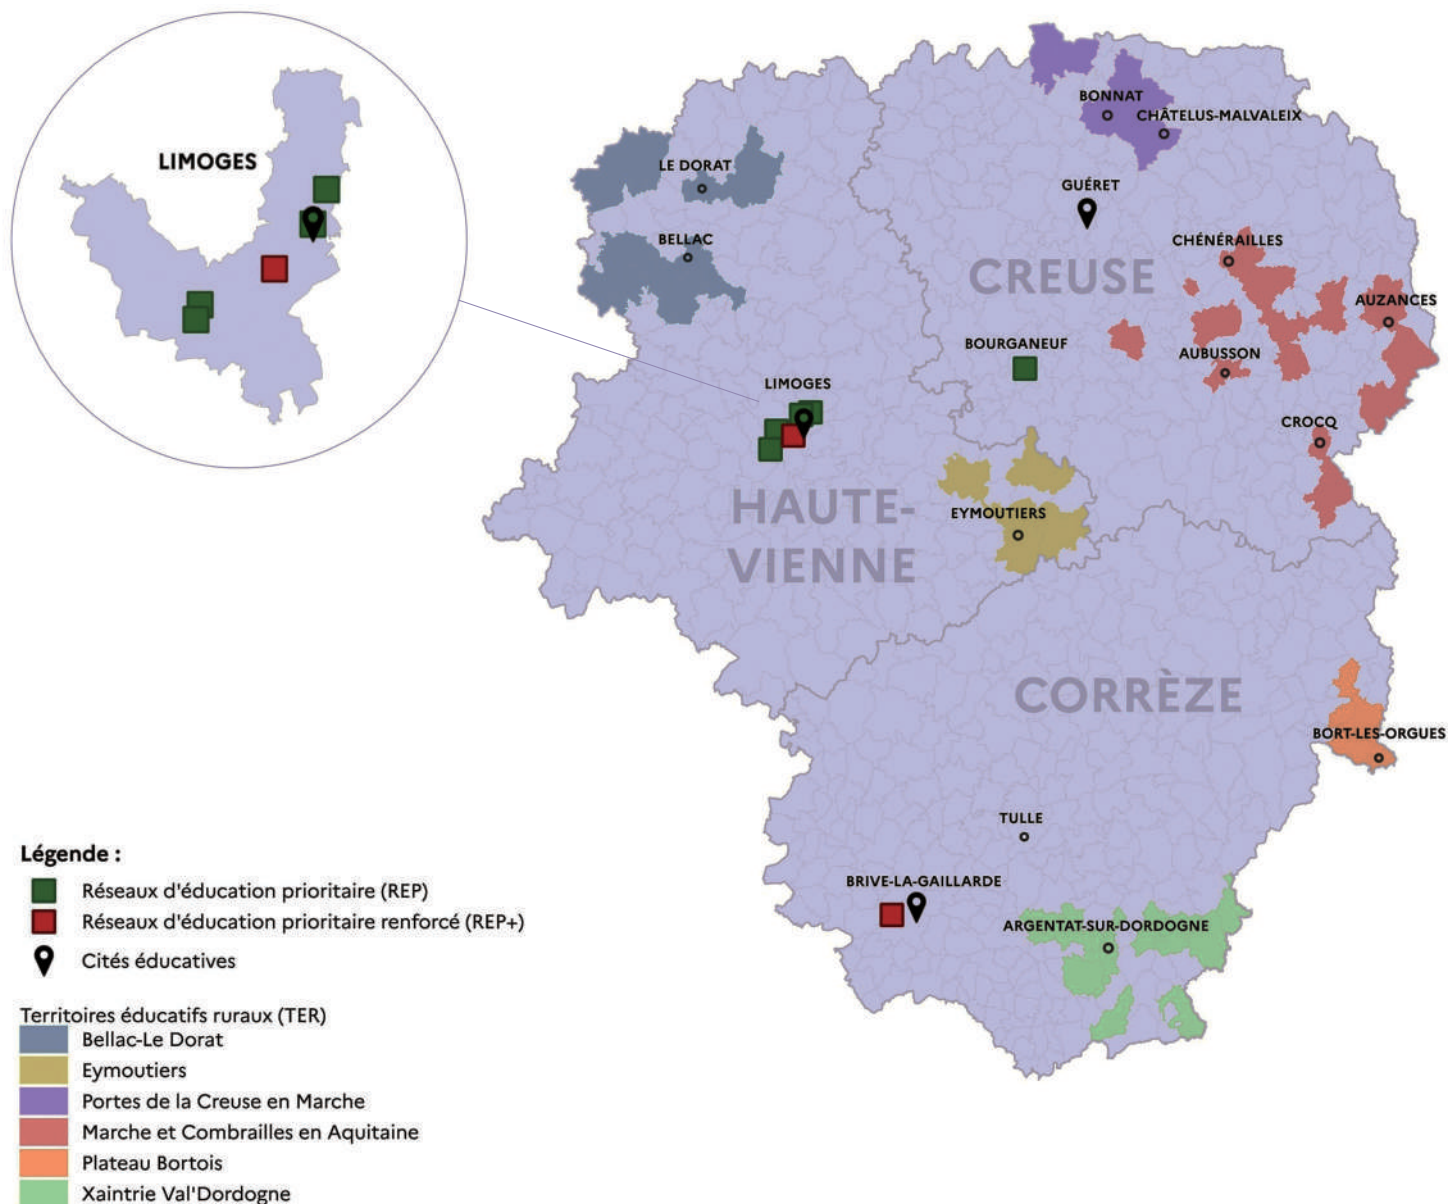 LIMOGES
BONNAT
CHÂTELUS-MALVALEIX
LE DORAT
GUÉRET
BELLAC
CHÉNÉRAILLES
CREUSE
AUZANCES
BOURGANEUF
AUBUSSON
LIMOGES
CROCQ
HAUTE-
VIENNE
EYMOUTIERS
CORRÈZE
BORT-LES-ORGUES
TULLE
BRIVE-LA-GAILLARDE
ARGENTAT-SUR-DORDOGNE
Légende :
Réseaux d'éducation prioritaire (REP)
Réseaux d'éducation prioritaire renforcé (REP+)
Cités éducatives
Territoires éducatifs ruraux (TER)
Bellac-Le Dorat
Eymoutiers
Portes de la Creuse en Marche
Marche et Combrailles en Aquitaine
Plateau Bortois
Xaintrie Val'Dordogne